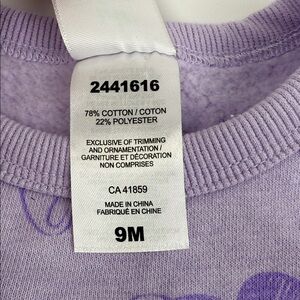 2441616
78% COTTON / COTON
22% POLYESTER
EXCLUSIVE OF TRIMMING
AND ORNAMENTATION/
GARNITURE ET DÉCORATION
NON COMPRISES
CA 41859
MADE IN CHINA
FABRIQUÉ EN CHINE
9M